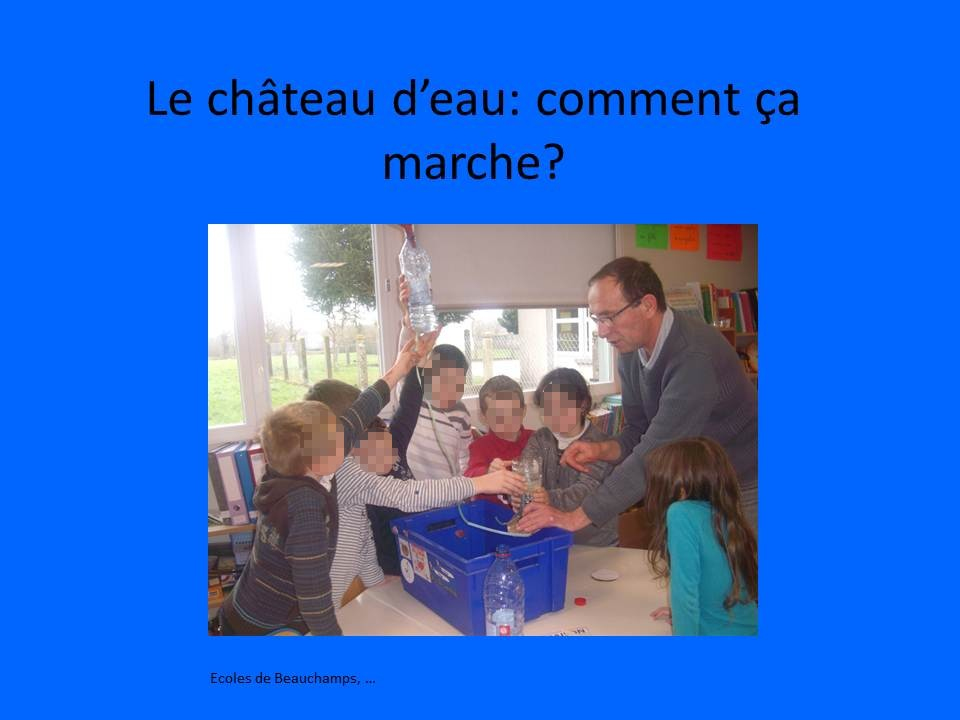 Le château d’eau: comment ça
marche?
Ecoles de Beauchamps, ...